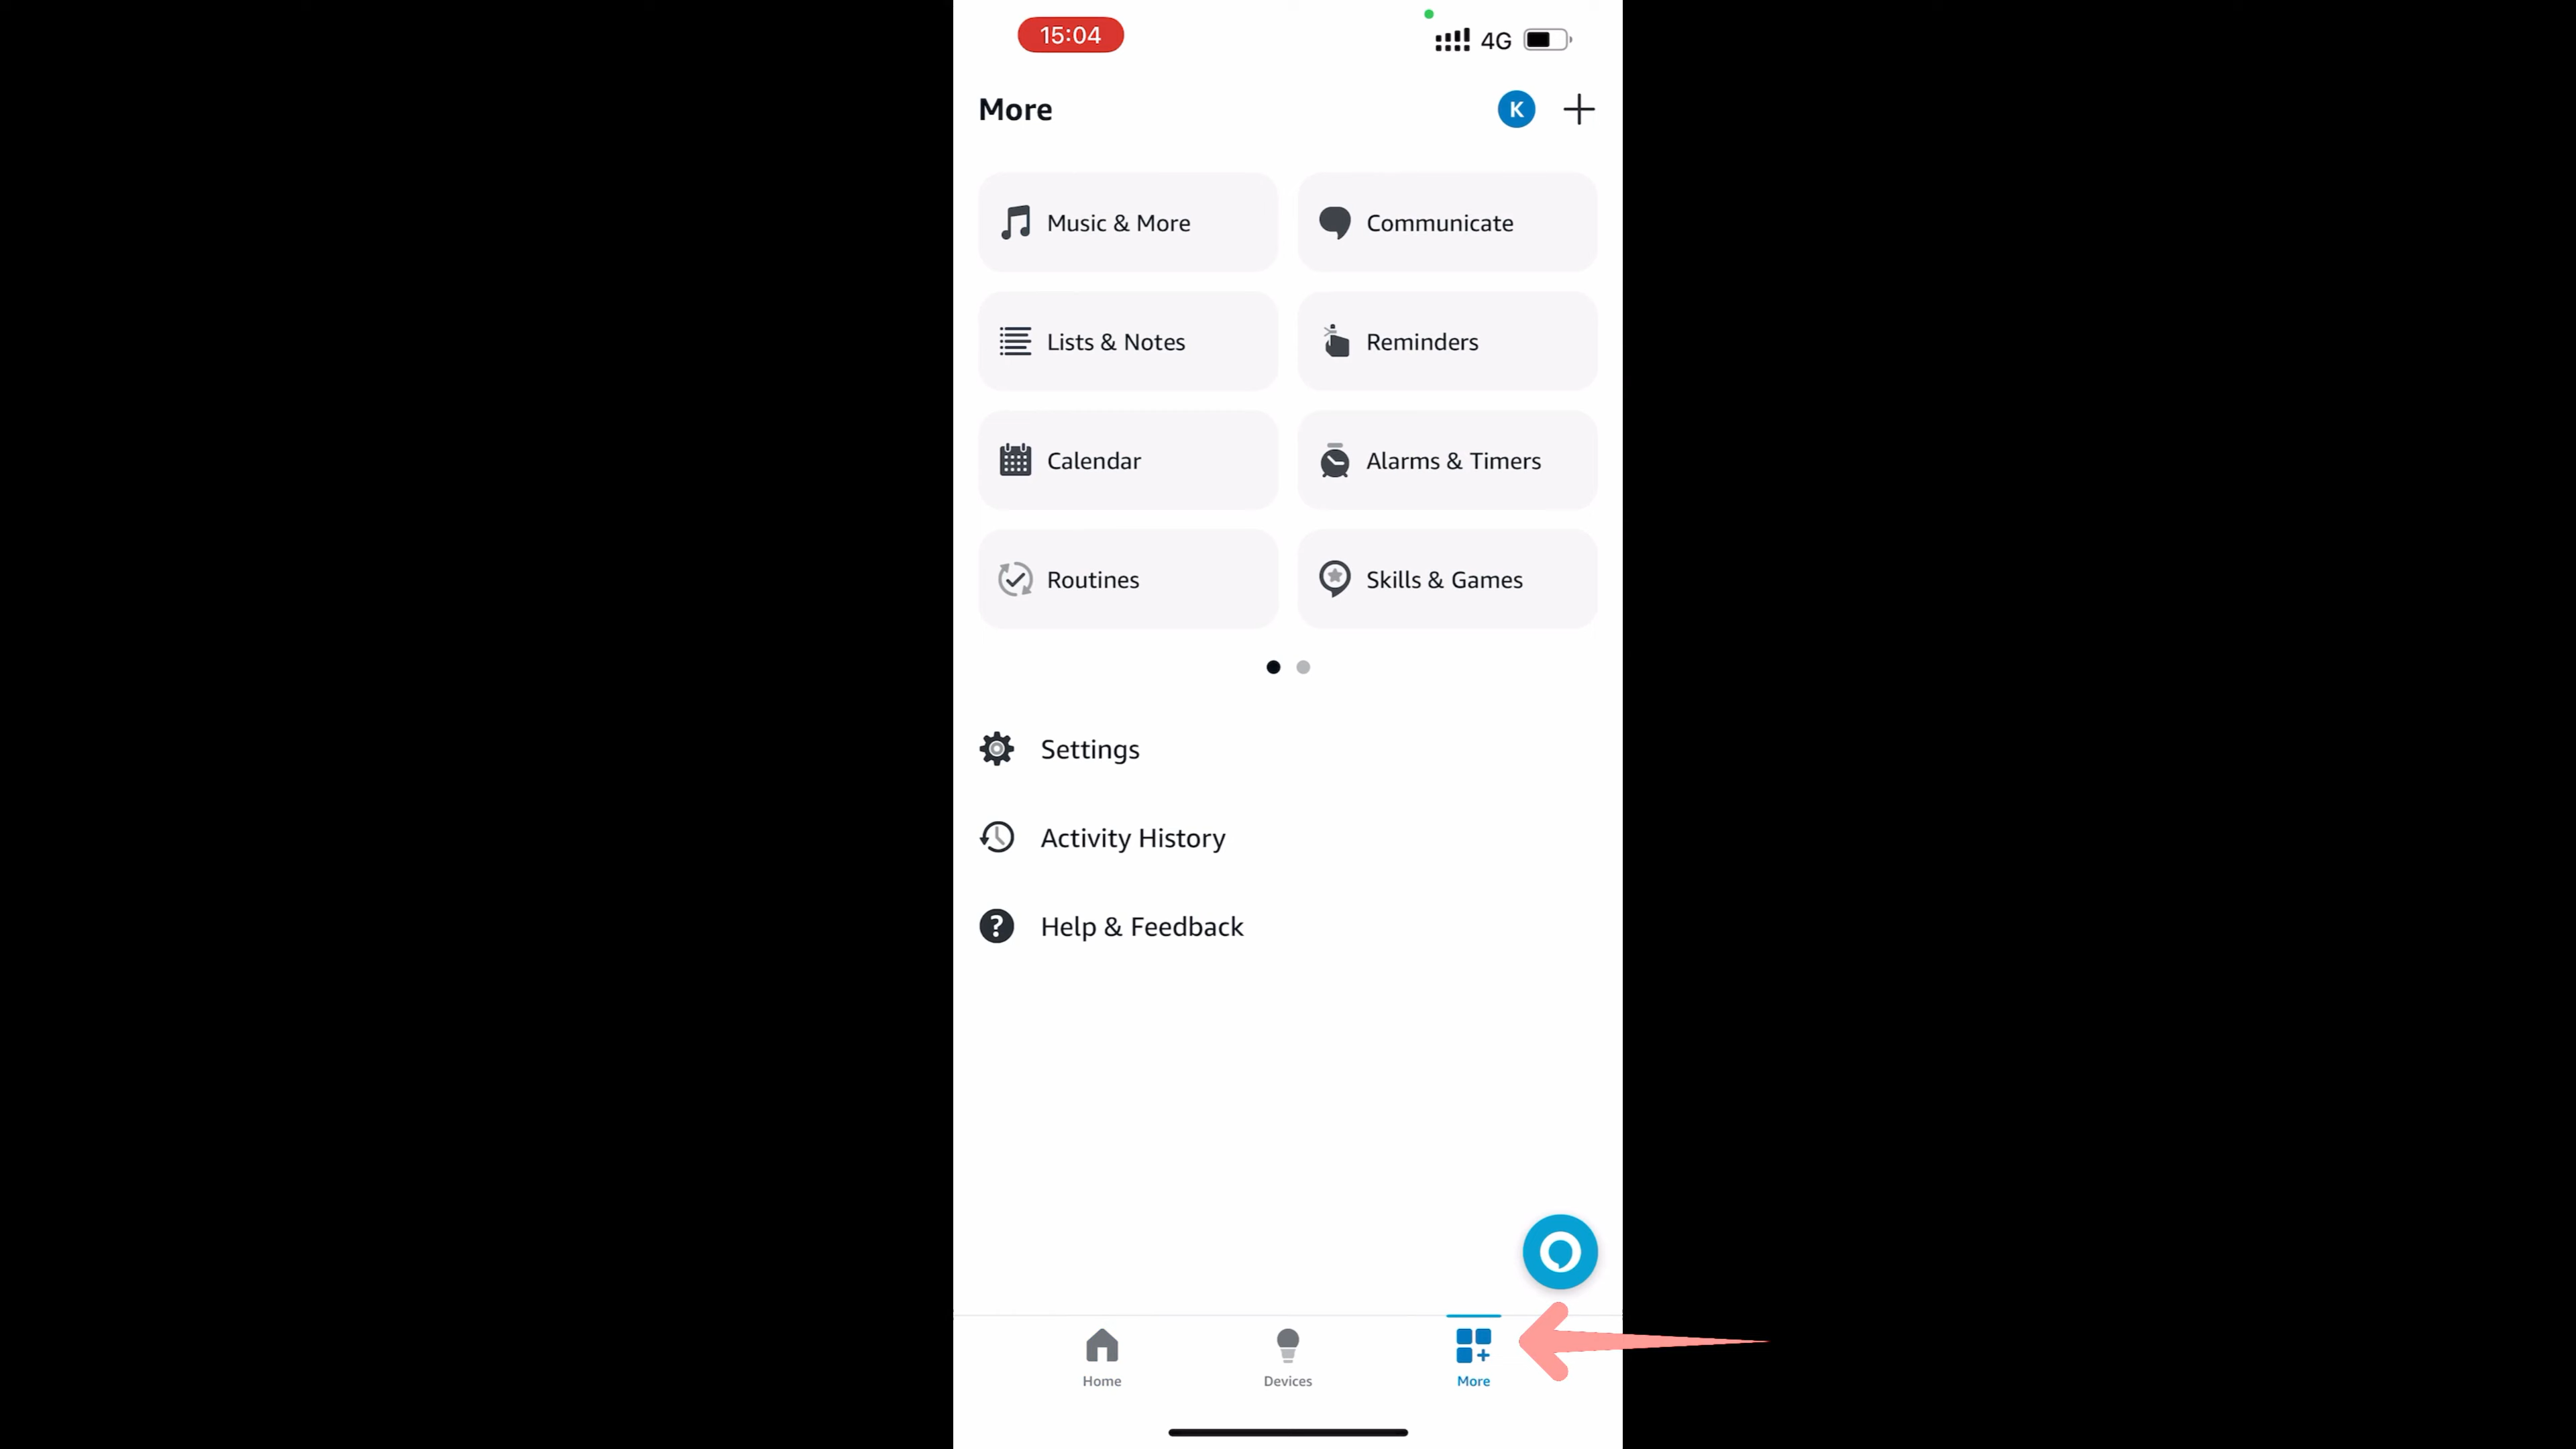 15:04
4G
More
K
Music & More
Communicate
Lists & Notes
Reminders
Calendar
Alarms & Timers
Routines
Skills & Games
Settings
Activity History
Help & Feedback
Home
Devices
More